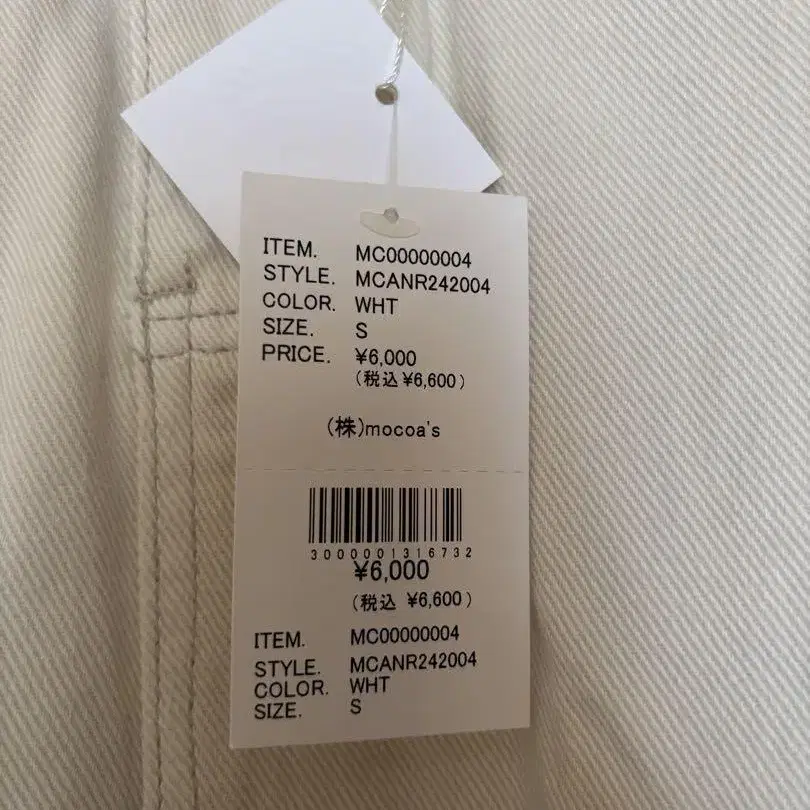 ITEM. MC00000004
STYLE. MCANR242004
COLOR. WHT
SIZE. S
PRICE. ¥6,000
(税込 ¥6,600)
(株)mocoa's
3000001316732
¥6,000
(税込 ¥6,600)
ITEM. MC00000004
STYLE. MCANR242004
COLOR. WHT
SIZE. S